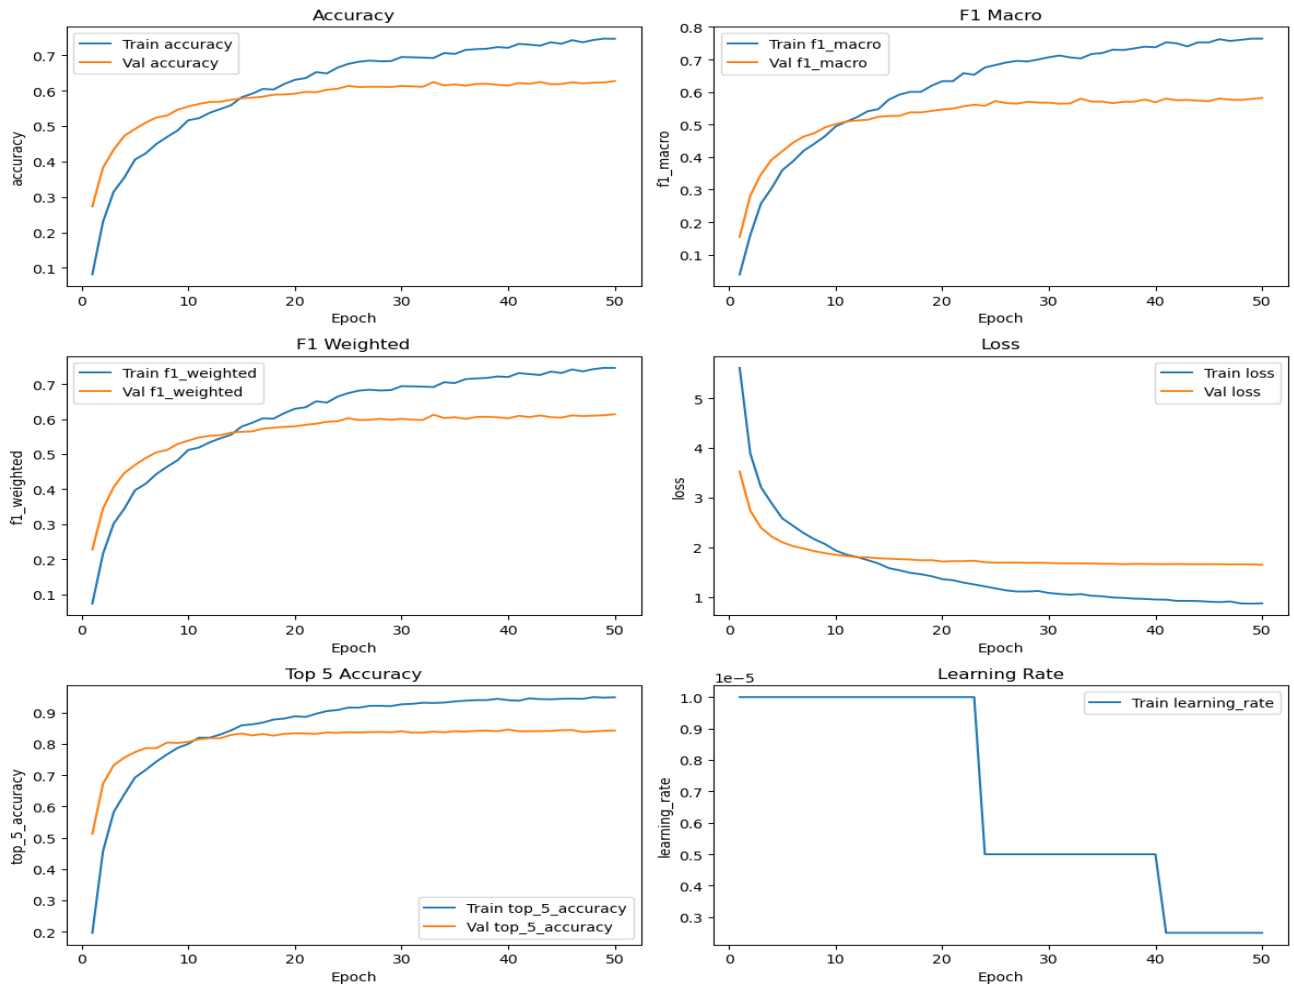 Accuracy
Train accuracy
Val accuracy
accuracy
0.7
0.6
0.5
0.4
0.3
0.2
0.1
0 10 20 30 40 50
Epoch
F1 Macro
Train f1_macro
Val f1_macro
f1_macro
0.8
0.7
0.6
0.5
0.4
0.3
0.2
0.1
0 10 20 30 40 50
Epoch
F1 Weighted
Train f1_weighted
Val f1_weighted
f1_weighted
0.7
0.6
0.5
0.4
0.3
0.2
0.1
0 10 20 30 40 50
Epoch
Loss
Train loss
Val loss
loss
5
4
3
2
1
0 10 20 30 40 50
Epoch
Top 5 Accuracy
top_5_accuracy
0.9
0.8
0.7
0.6
0.5
0.4
0.3
0.2
Train top_5_accuracy
Val top_5_accuracy
0 10 20 30 40 50
Epoch
Learning Rate
1e−5
Train learning_rate
learning_rate
1.0
0.9
0.8
0.7
0.6
0.5
0.4
0.3
0 10 20 30 40 50
Epoch